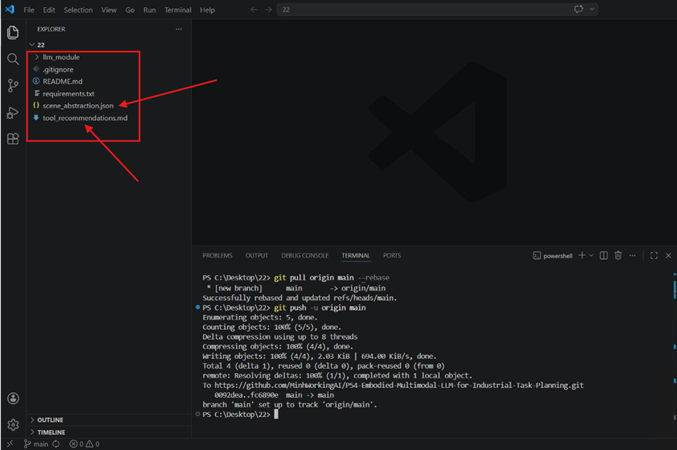 File Edit Selection View Go Run Terminal Help
22
EXPLORER
22
llm_module
.gitignore
README.md
requirements.txt
scene_abstraction.json
tool_recommendations.md
OUTLINE
TIMELINE
PROBLEMS OUTPUT DEBUG CONSOLE TERMINAL PORTS
powershell
PS C:\Desktop\22> git pull origin main --rebase
* [new branch] main -> origin/main
Successfully rebased and updated refs/heads/main.
PS C:\Desktop\22> git push -u origin main
Enumerating objects: 5, done.
Counting objects: 100% (5/5), done.
Delta compression using up to 8 threads
Compressing objects: 100% (4/4), done.
Writing objects: 100% (4/4), 2.03 KiB | 694.00 KiB/s, done.
Total 4 (delta 1), reused 0 (delta 0), pack-reused 0 (from 0)
remote: Resolving deltas: 100% (1/1), completed with 1 local object.
To https://github.com/MinhWorkingAI/P54-Embodied-Multimodal-LLM-for-Industrial-Task-Planning.git
0092dea..fc6890e main -> main
branch 'main' set up to track 'origin/main'.
PS C:\Desktop\22>
main 0 0